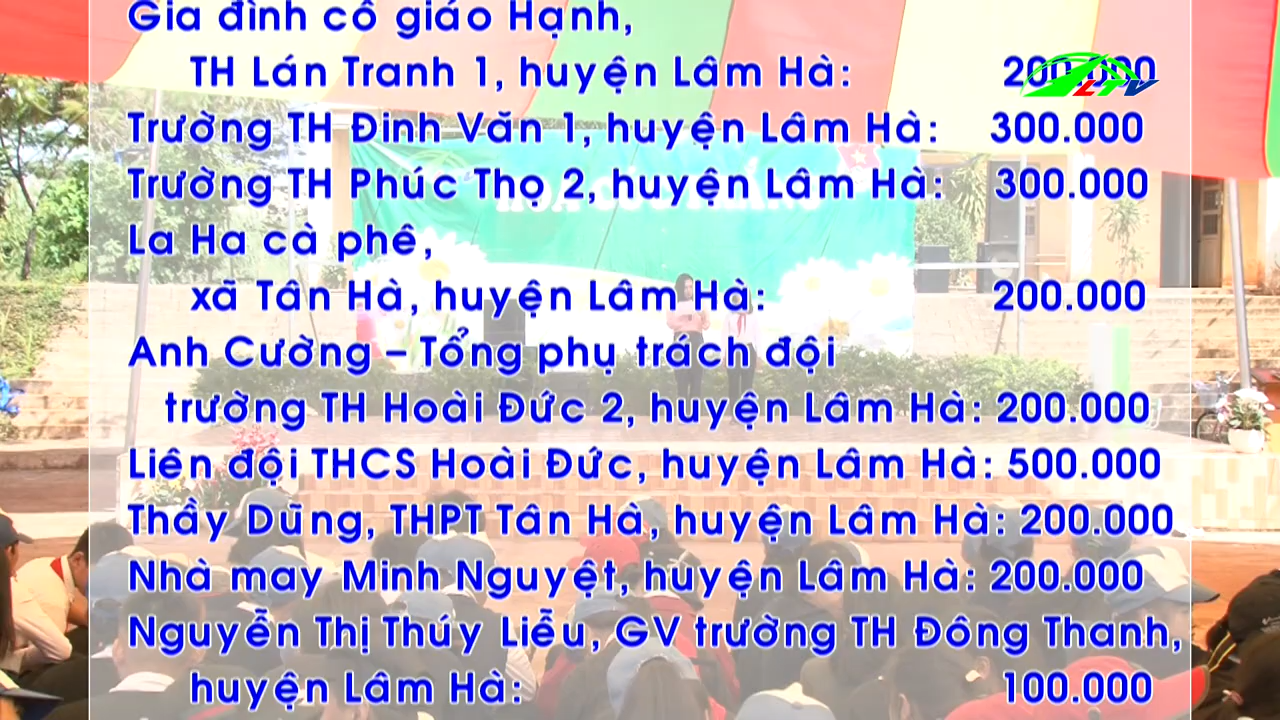 Gia đình cô giáo Hạnh,
TH Lán Tranh 1, huyện Lâm Hà: 200.000
LTV
Trường TH Đinh Văn 1, huyện Lâm Hà: 300.000
Trường TH Phúc Thọ 2, huyện Lâm Hà: 300.000
La Ha cà phê,
xã Tân Hà, huyện Lâm Hà: 200.000
Anh Cường – Tổng phụ trách đội
trường TH Hoài Đức 2, huyện Lâm Hà: 200.000
Liên đội THCS Hoài Đức, huyện Lâm Hà: 500.000
Thầy Dũng, THPT Tân Hà, huyện Lâm Hà: 200.000
Nhà may Minh Nguyệt, huyện Lâm Hà: 200.000
Nguyễn Thị Thúy Liễu, GV trường TH Đông Thanh,
huyện Lâm Hà: 100.000